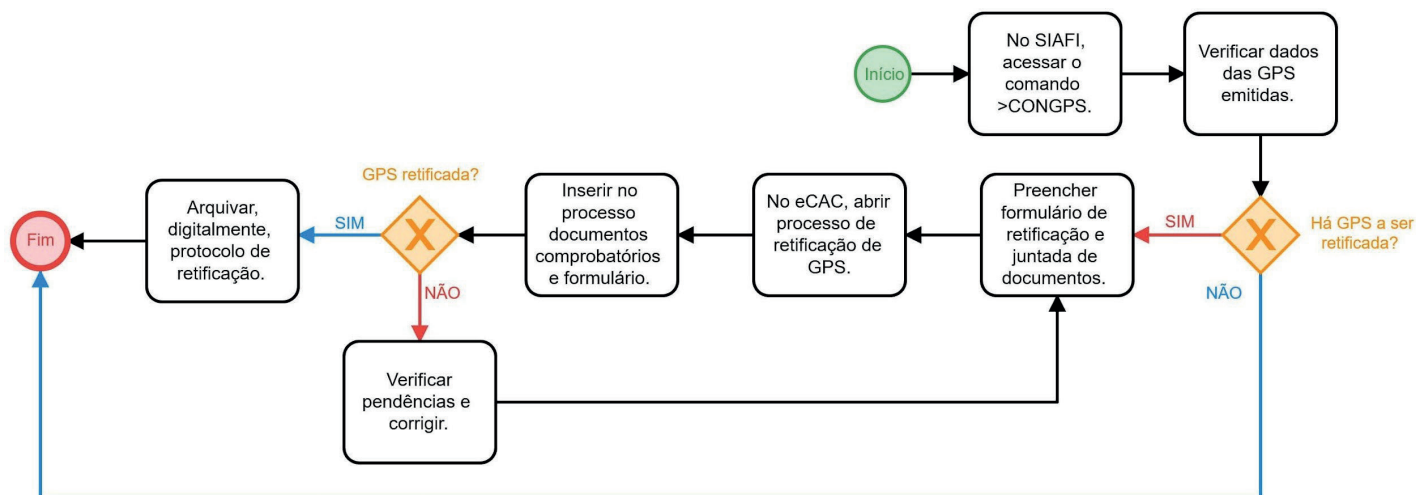 Início
No SIAFI,
acessar o
comando
>CONGPS.
Verificar dados
das GPS
emitidas.
Há GPS a ser
retificada?
SIM
NÃO
Preencher
formulário de
retificação e
juntada de
documentos.
No eCAC, abrir
processo de
retificação de
GPS.
Inserir no
processo
documentos
comprobatórios
e formulário.
GPS retificada?
X
X
SIM
NÃO
Verificar
pendências e
corrigir.
Arquivar,
digitalmente,
protocolo de
retificação.
Fim